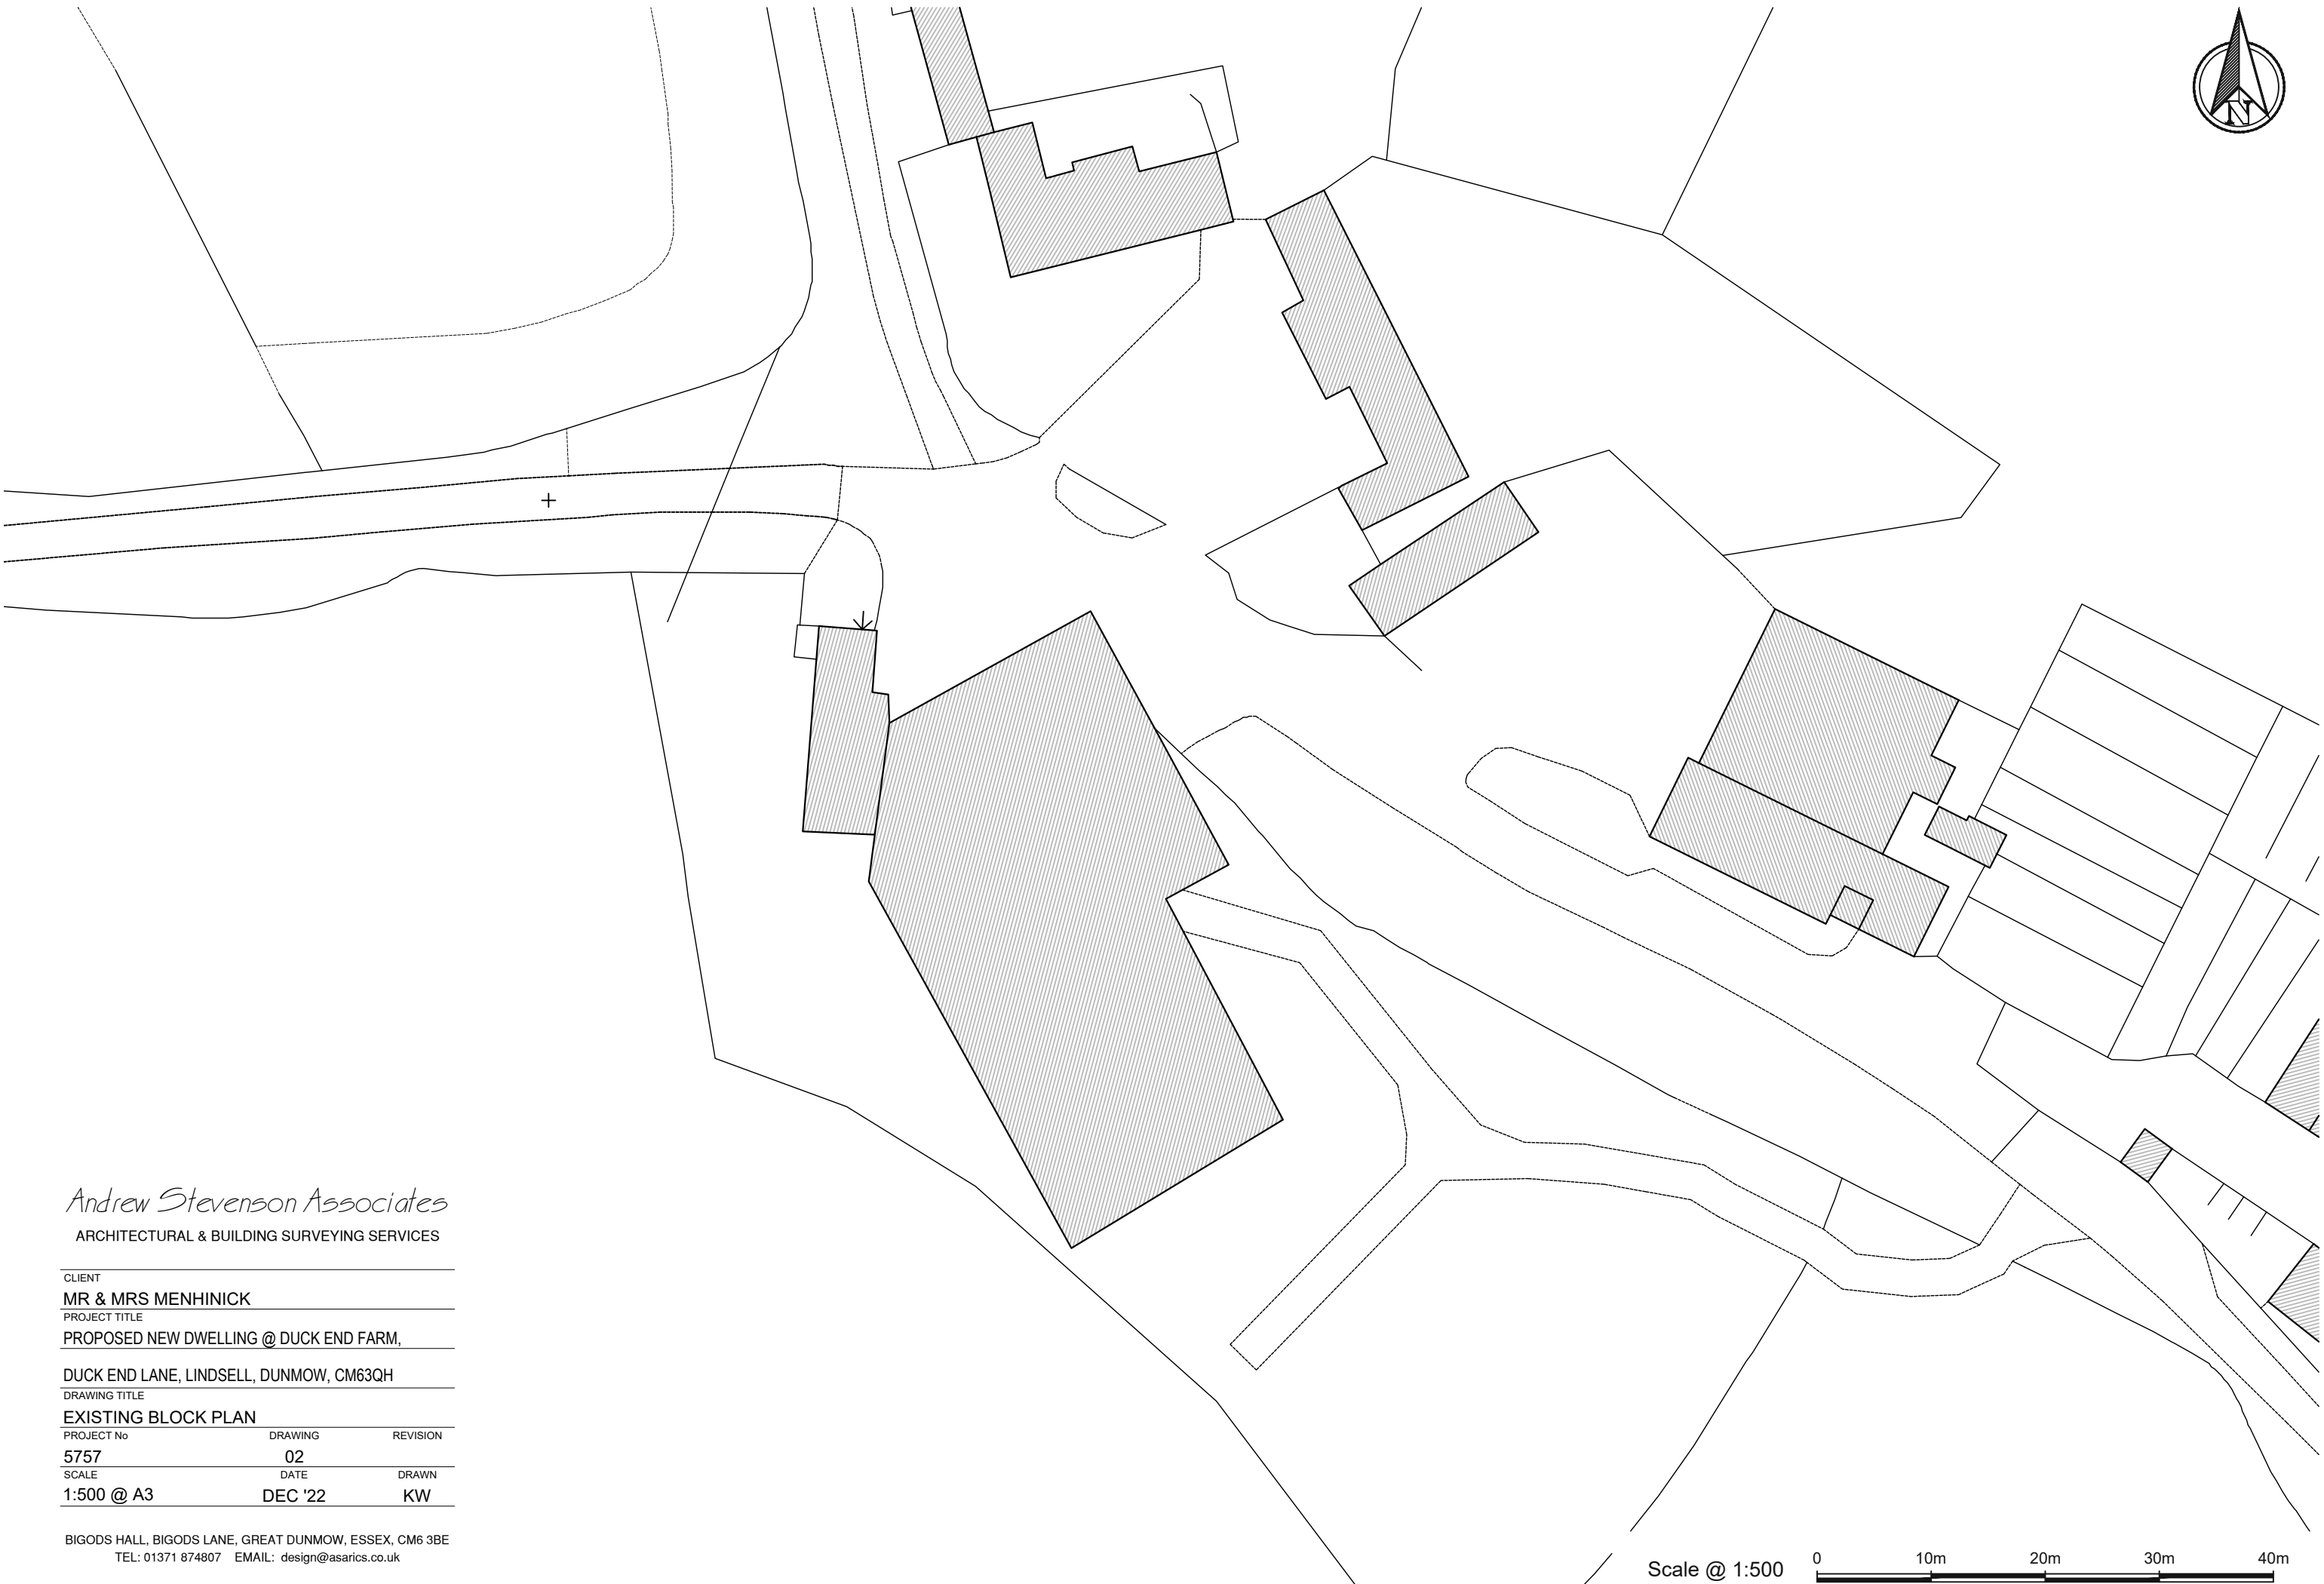 N
Andrew Stevenson Associates
ARCHITECTURAL & BUILDING SURVEYING SERVICES
CLIENT
MR & MRS MENHINICK
PROJECT TITLE
PROPOSED NEW DWELLING @ DUCK END FARM,
DUCK END LANE, LINDSELL, DUNMOW, CM63QH
DRAWING TITLE
EXISTING BLOCK PLAN
PROJECT No DRAWING REVISION
5757 02
SCALE DATE DRAWN
1:500 @ A3 DEC '22 KW
BIGODS HALL, BIGODS LANE, GREAT DUNMOW, ESSEX, CM6 3BE
TEL: 01371 874807 EMAIL: design@asarics.co.uk
Scale @ 1:500 0 10m 20m 30m 40m